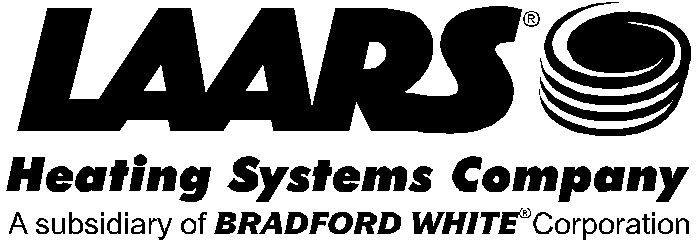 LAARS®
Heating Systems Company
A subsidiary of BRADFORD WHITE® Corporation